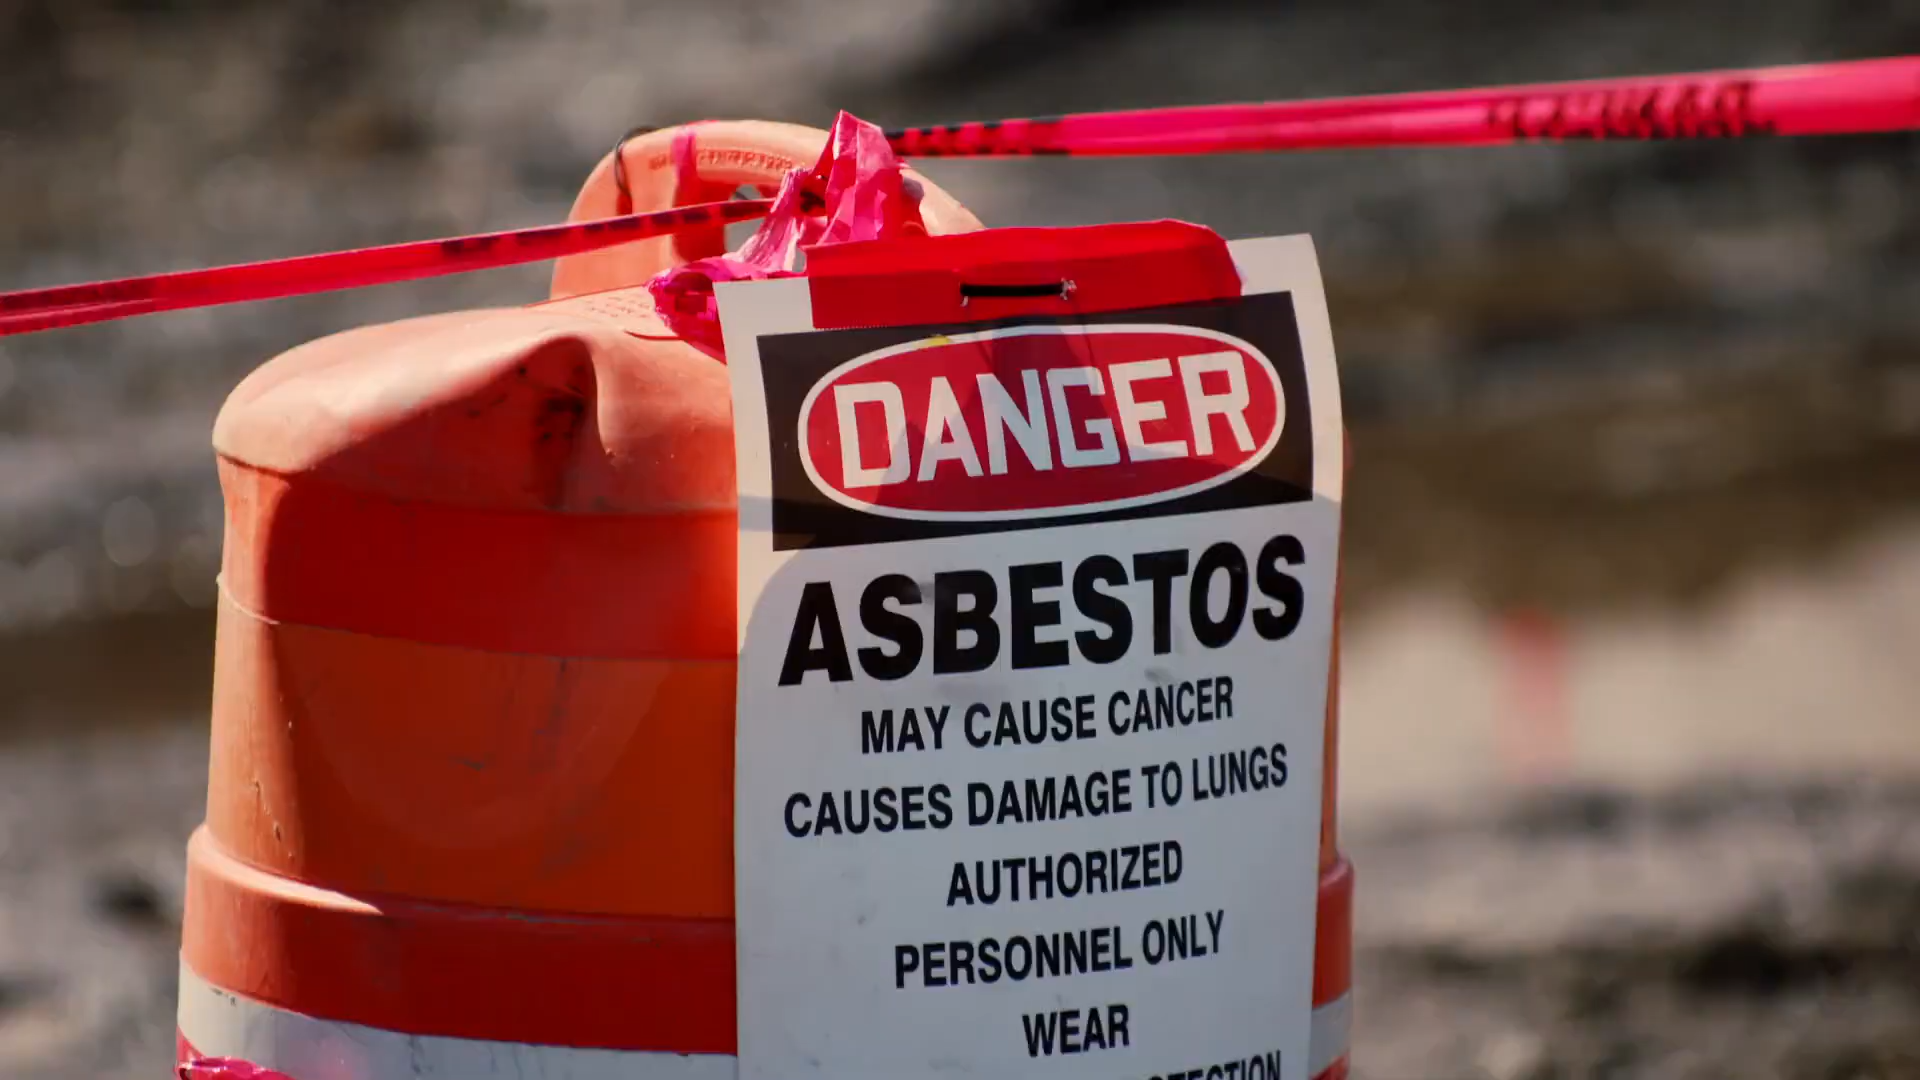 DANGER
ASBESTOS
MAY CAUSE CANCER
CAUSES DAMAGE TO LUNGS
AUTHORIZED
PERSONNEL ONLY
WEAR